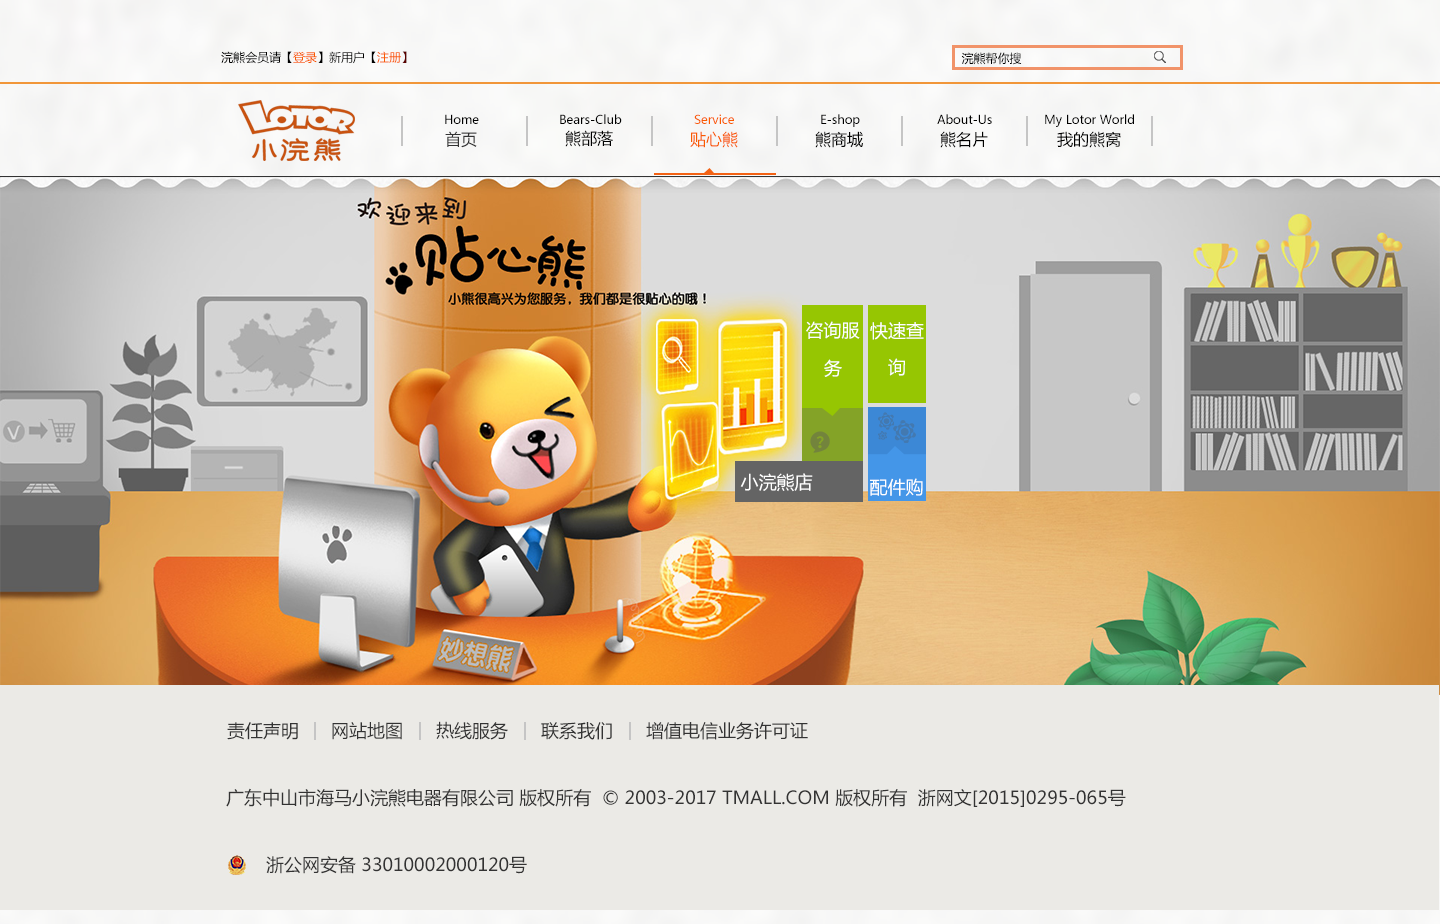 浣熊会员请【登录】新用户【注册】
浣熊帮你搜
LOTOR
小浣熊
Home
首页
Bears-Club
熊部落
Service
贴心熊
E-shop
熊商城
About-Us
熊名片
My Lotor World
我的熊窝
欢迎来到
贴心熊
小熊很高兴为您服务，我们都是很贴心的哦！
咨询服
务
快速查
询
?
小浣熊店
配件购
V
妙想熊
责任声明 | 网站地图 | 热线服务 | 联系我们 | 增值电信业务许可证
广东中山市海马小浣熊电器有限公司 版权所有 © 2003-2017 TMALL.COM 版权所有 浙网文[2015]0295-065号
浙公网安备 33010002000120号